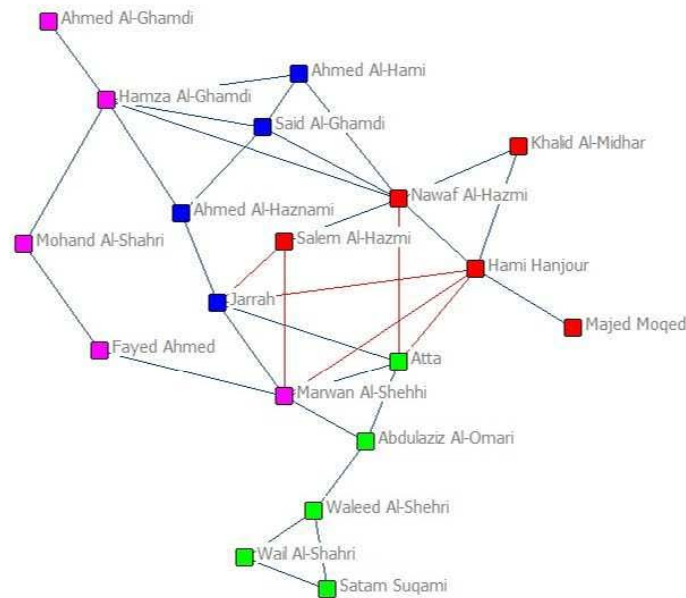 Ahmed Al-Ghamdi
Ahmed Al-Hami
Hamza Al-Ghamdi
Said Al-Ghamdi
Khalid Al-Midhar
Nawaf Al-Hazmi
Ahmed Al-Haznami
Salem Al-Hazmi
Mohand Al-Shahri
Hami Hanjour
Jarrah
Majed Moqed
Fayed Ahmed
Atta
Marwan Al-Shehhi
Abdulaziz Al-Omari
Waleed Al-Shehri
Wail Al-Shahri
Satam Suqami